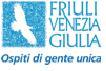 FRIULI
VENEZIA
GIULIA
Ospiti di gente unica